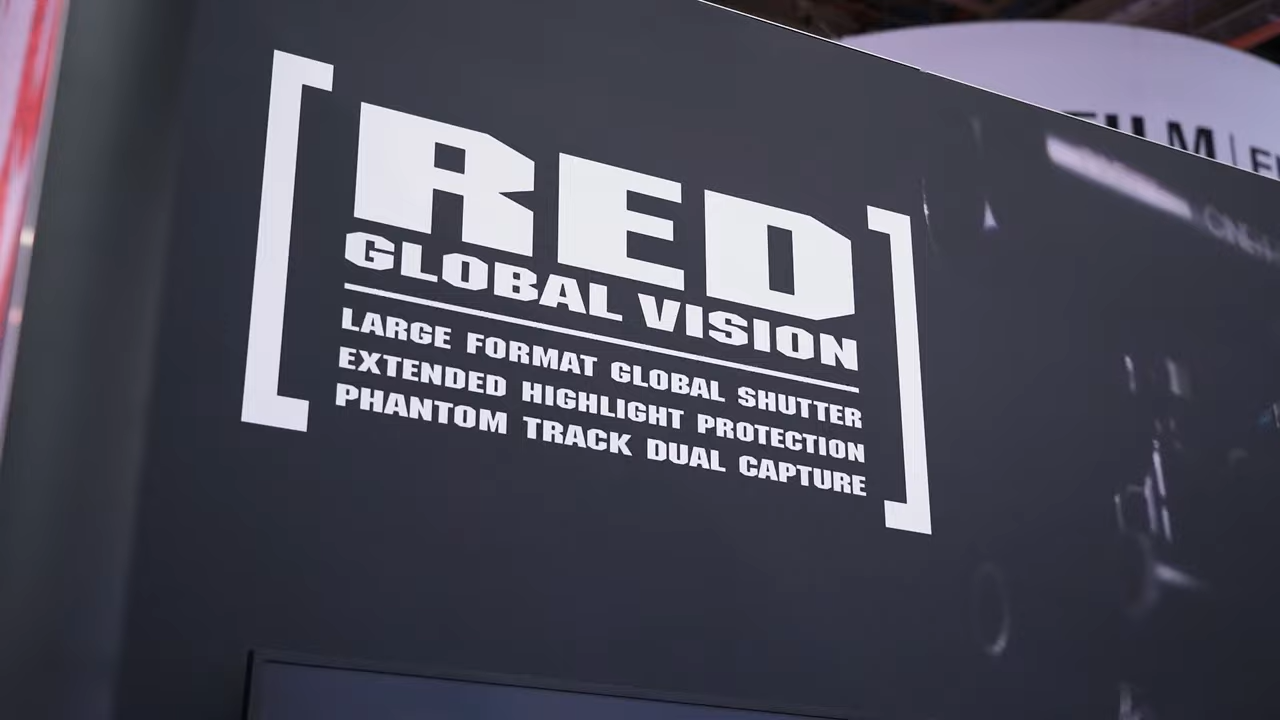 RED
GLOBAL VISION
LARGE FORMAT GLOBAL SHUTTER
EXTENDED HIGHLIGHT PROTECTION
PHANTOM TRACK DUAL CAPTURE